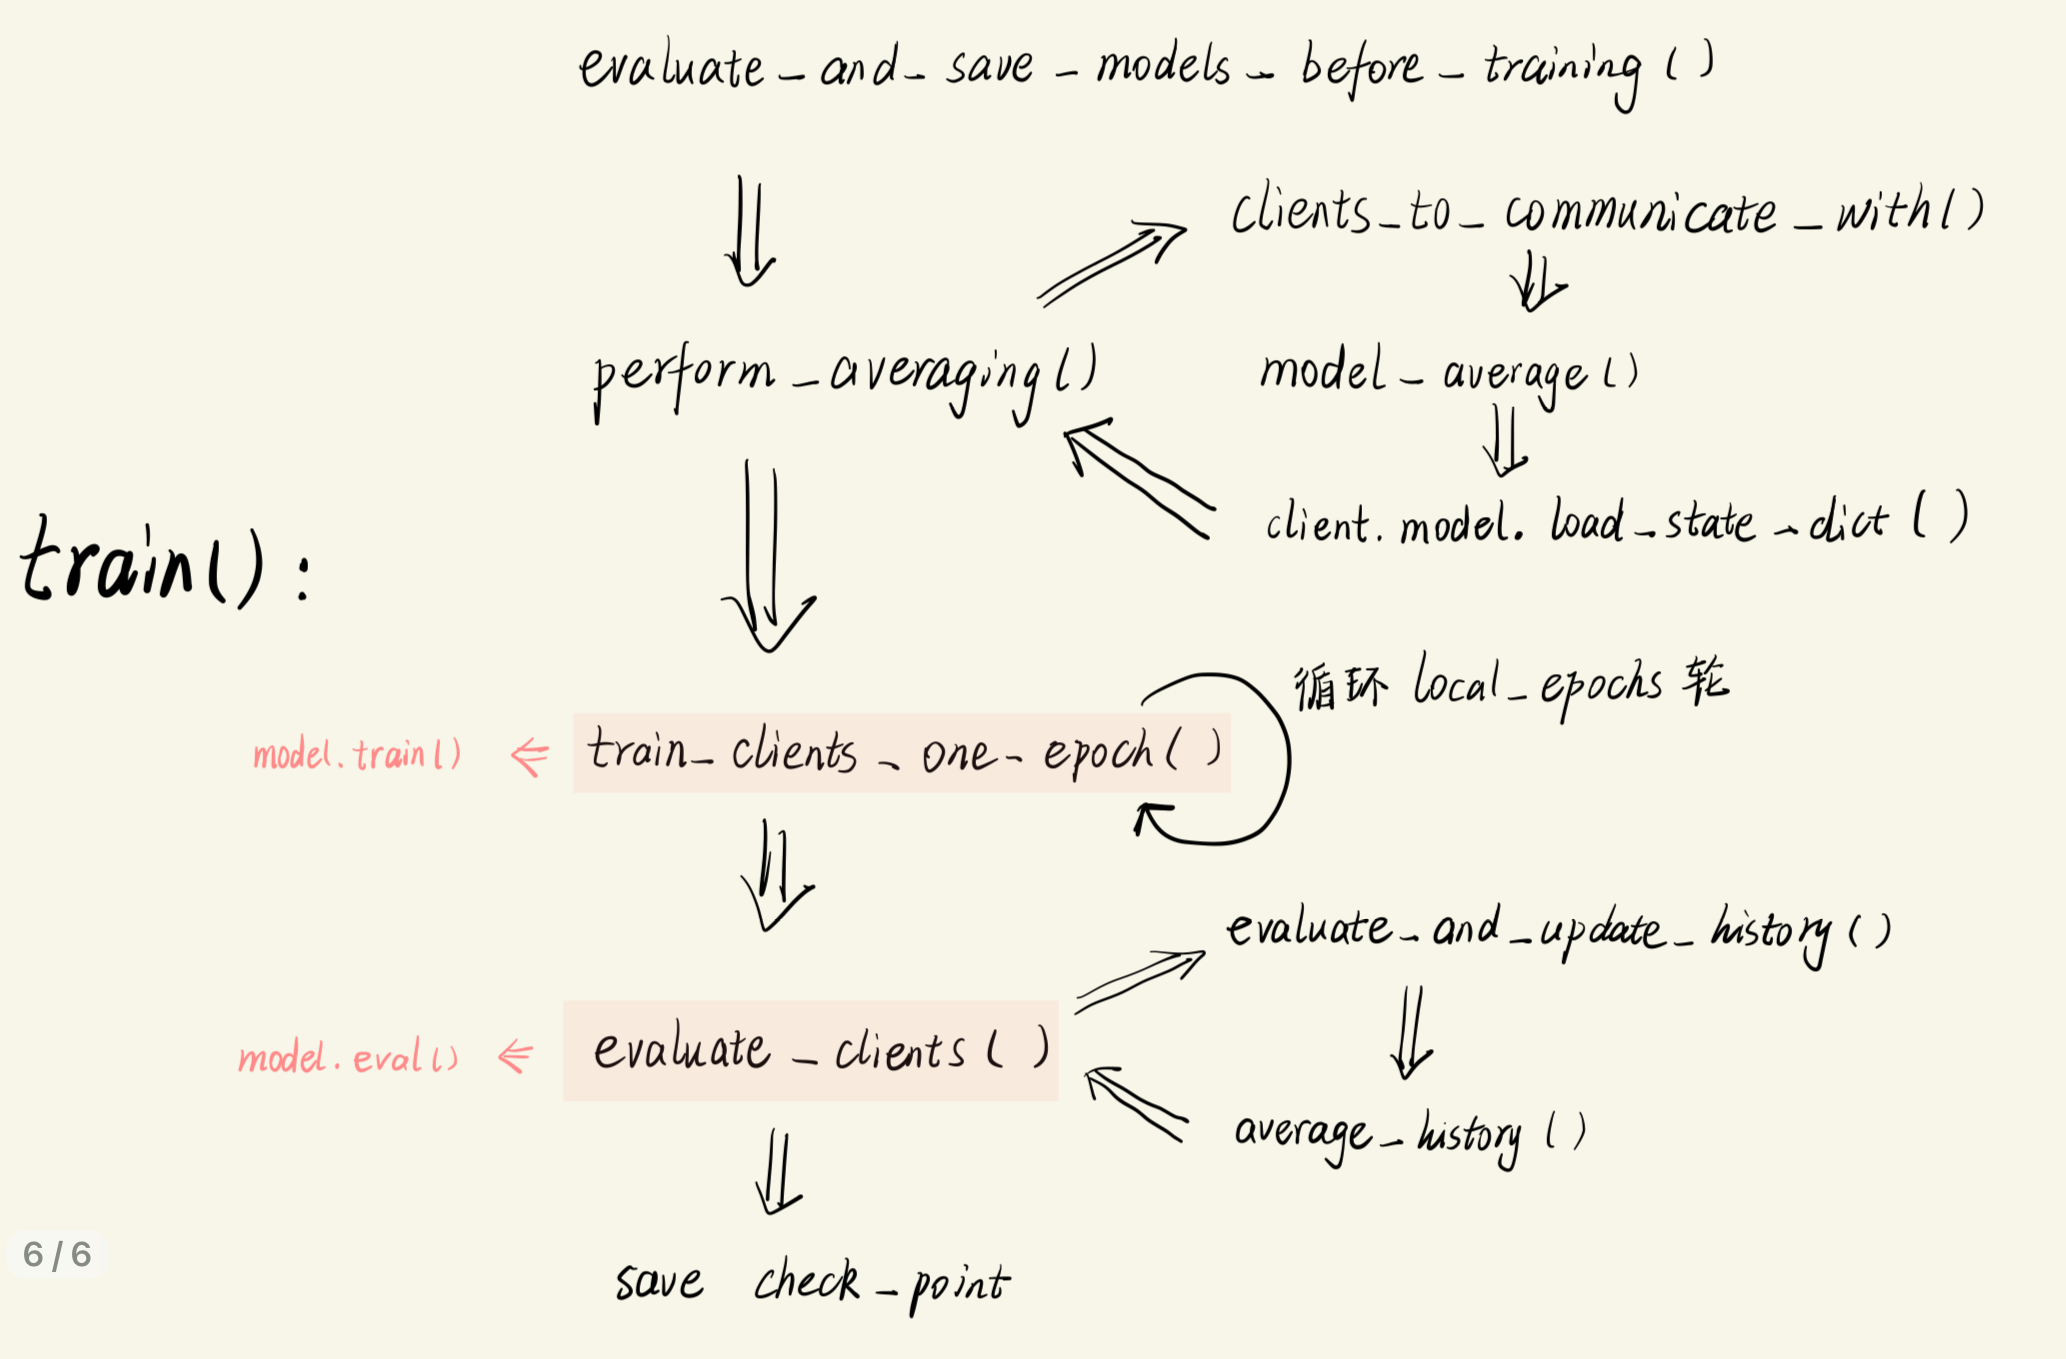 evaluate_and_save_models_before_training()
clients_to_communicate_with()
perform_averaging()
model_average()
client.model.load_state_dict()
train():
循环 local_epochs 轮
model.train()
train_clients_one_epoch()
evaluate_and_update_history()
model.eval()
evaluate_clients()
average_history()
6/6
save check_point